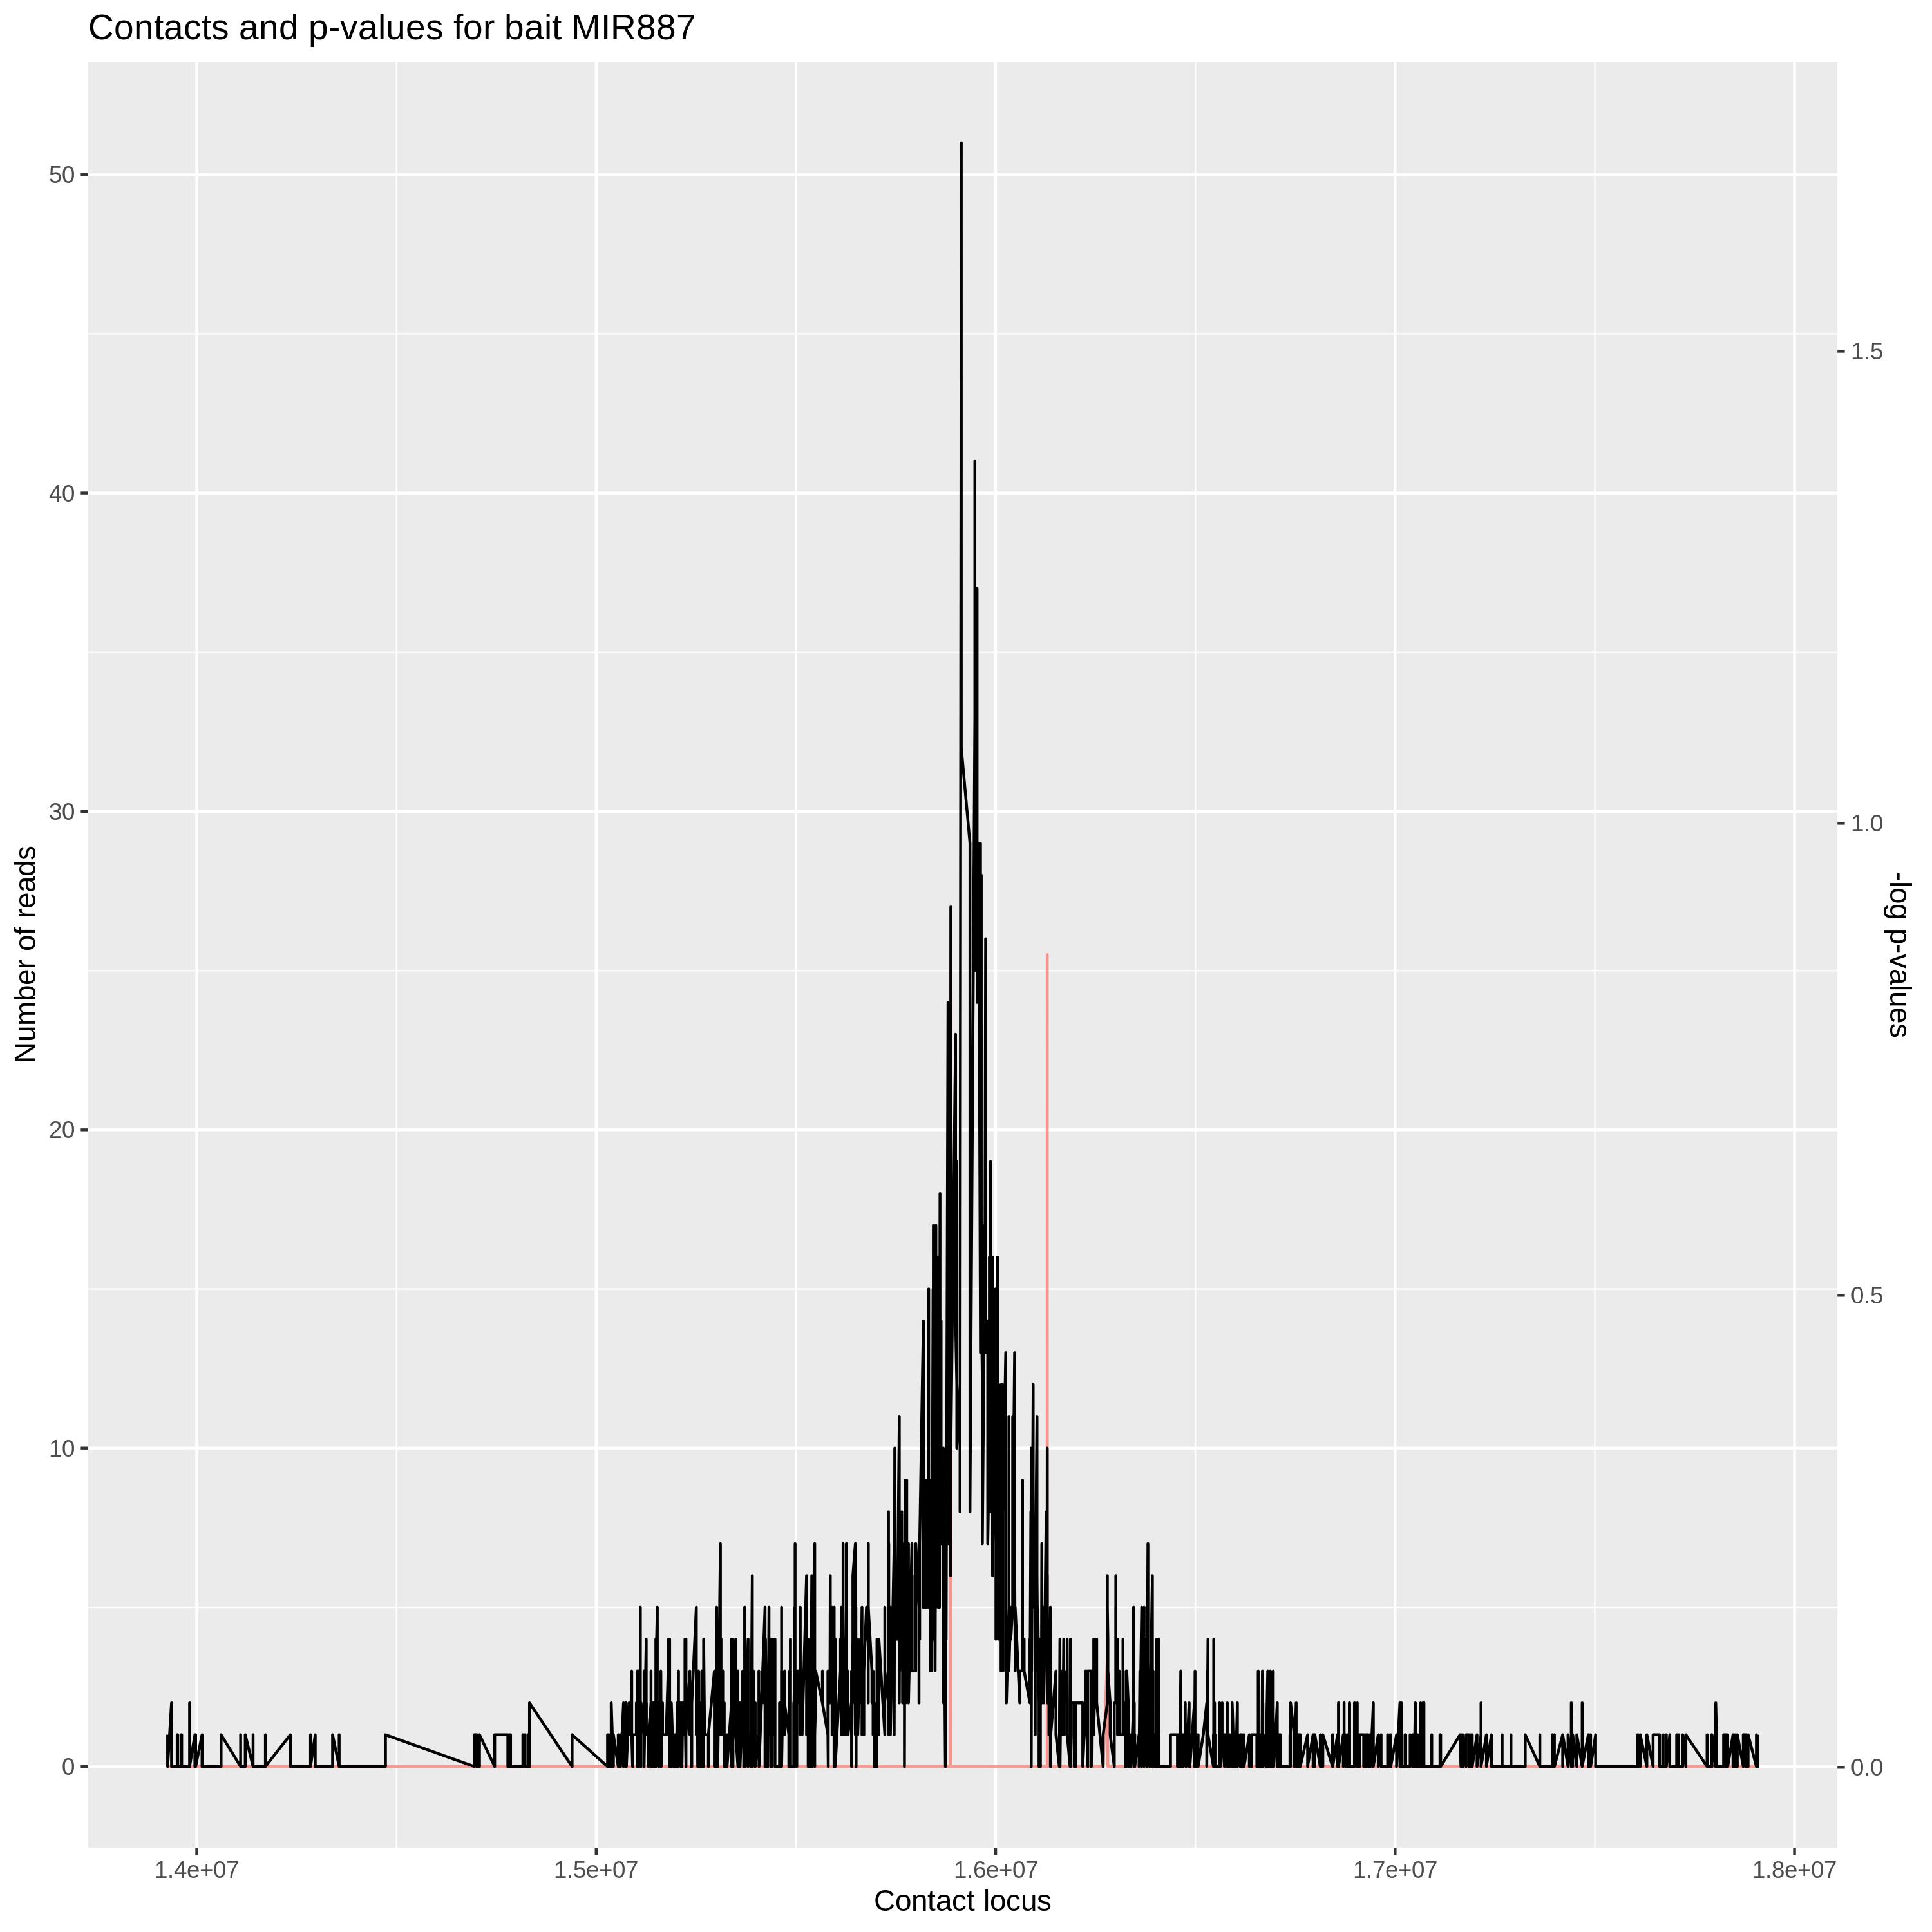 Contacts and p-values for bait MIR887
50
40
30
20
10
0
Number of reads
1.5
1.0
0.5
0.0
-log p-values
1.4e+07
1.5e+07
1.6e+07
1.7e+07
1.8e+07
Contact locus